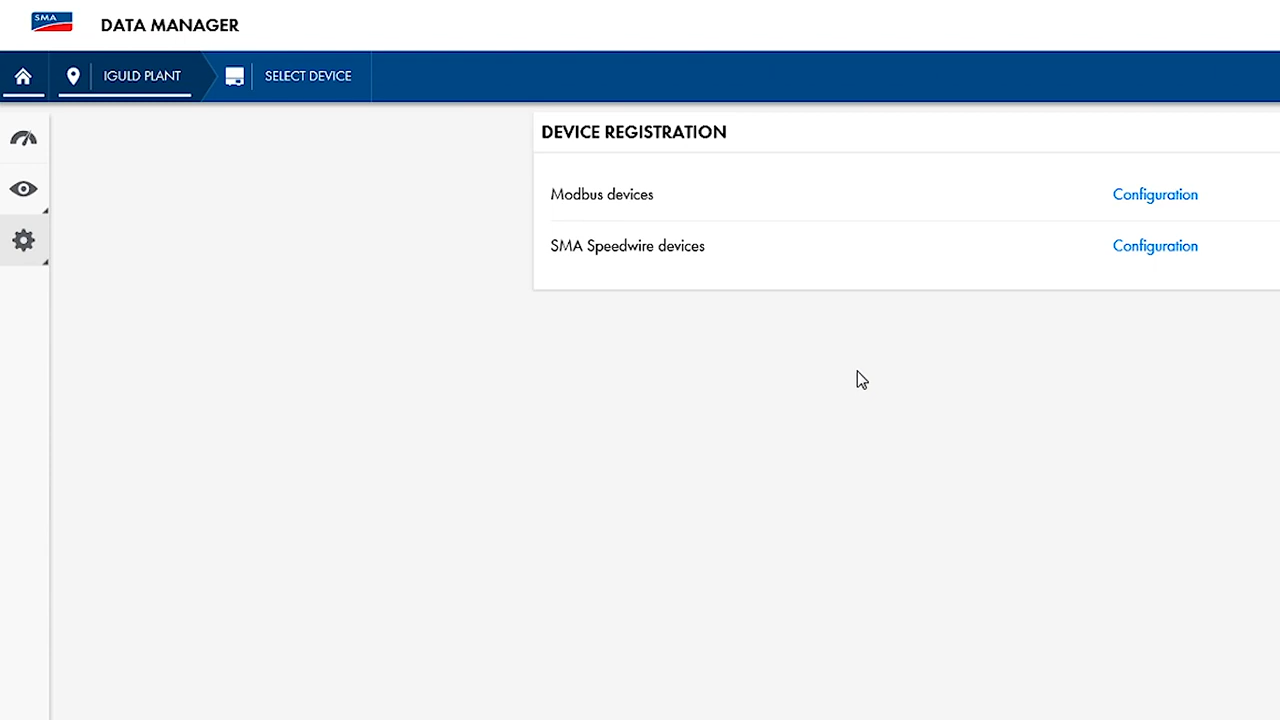 SMA
DATA MANAGER
IGULD PLANT
SELECT DEVICE
DEVICE REGISTRATION
Modbus devices
Configuration
SMA Speedwire devices
Configuration